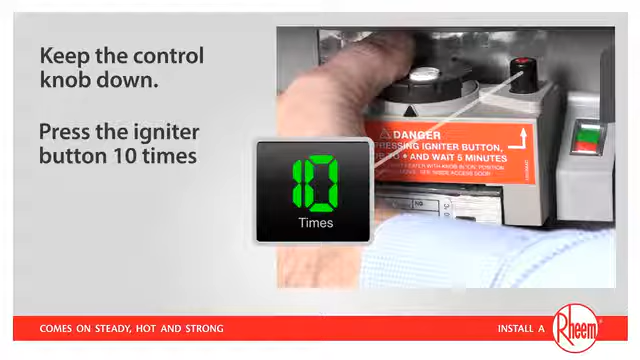 Keep the control
knob down.
Press the igniter
button 10 times
10
Times
DANGER
PRESSING IGNITER BUTTON,
AND WAIT 5 MINUTES
COMES ON STEADY, HOT AND STRONG
INSTALL A
Rheem